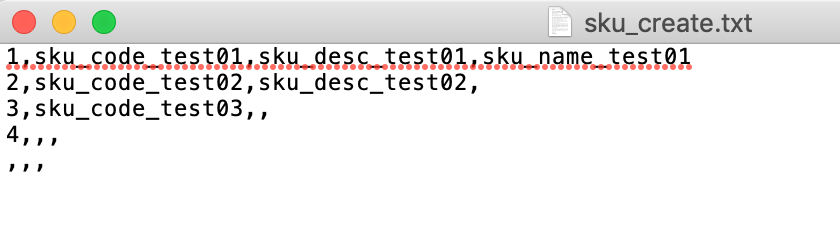 sku_create.txt
1,sku_code_test01,sku_desc_test01,sku_name_test01
2,sku_code_test02,sku_desc_test02,
3,sku_code_test03,,
4,,,
,,,